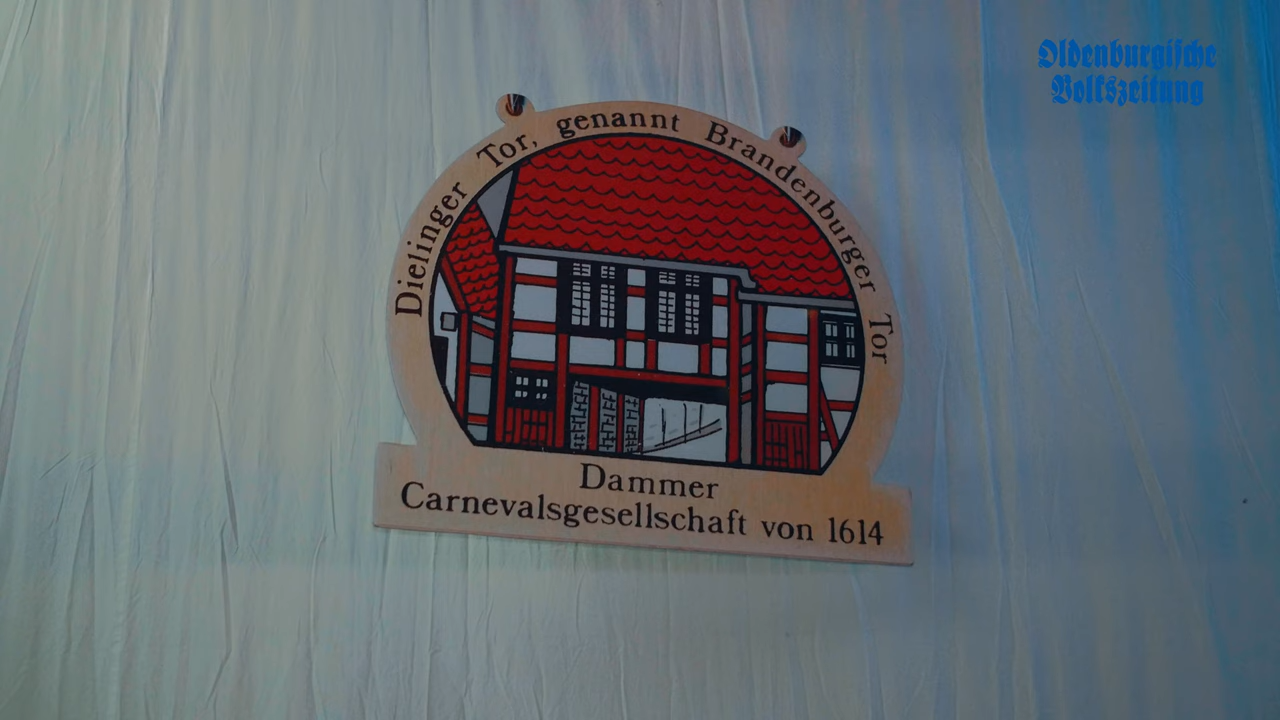 Oldenburgische
Volkszeitung
Dielinger Tor, genannt Brandenburger Tor
Dammer
Carnevalsgesellschaft von 1614